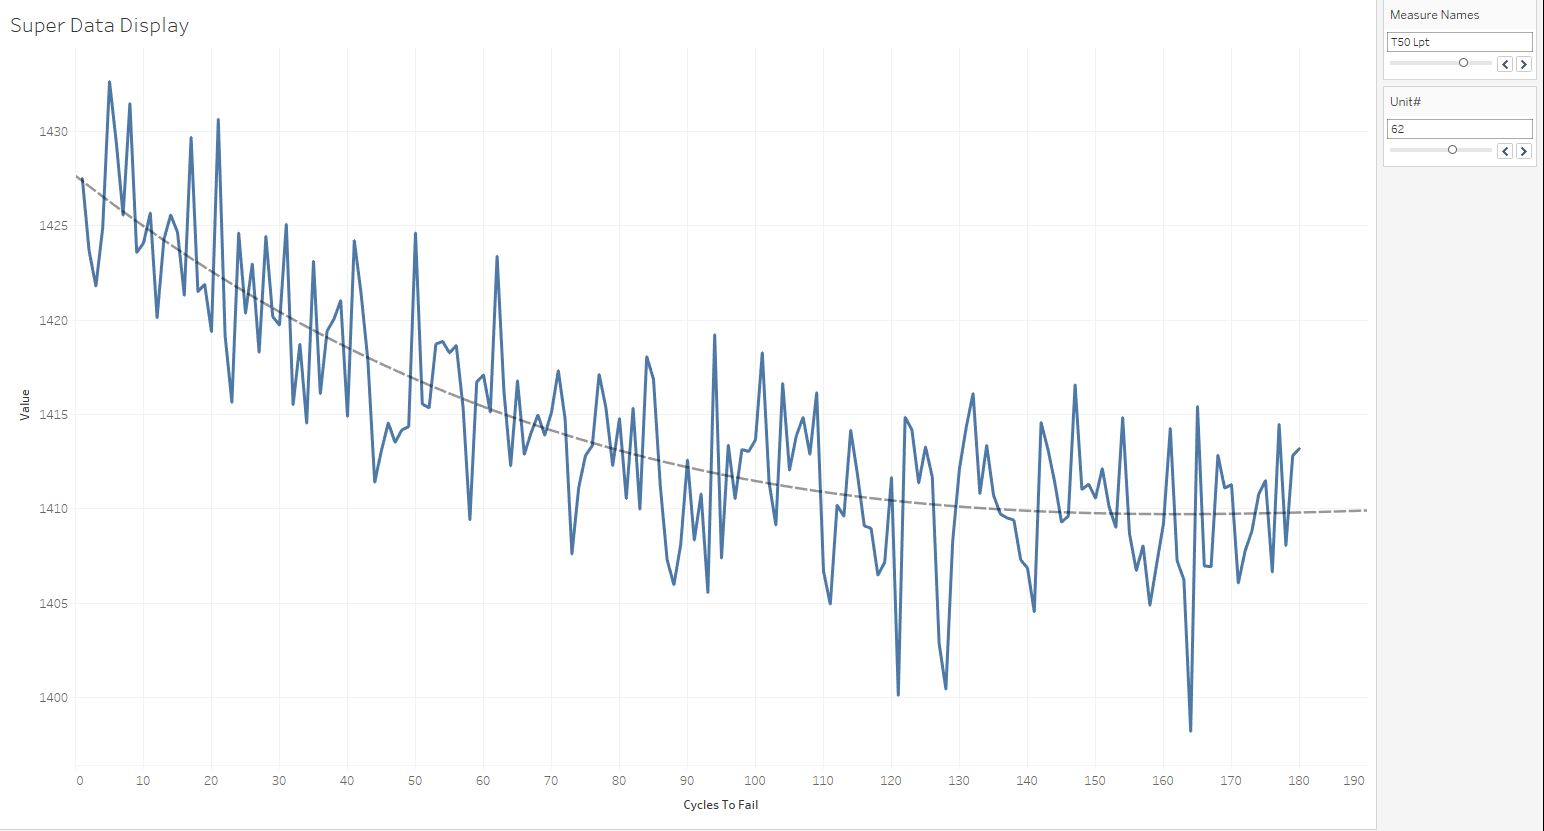 Super Data Display
Measure Names
T50 Lpt
Unit#
62
1430
1425
1420
1415
1410
1405
1400
Value
0 10 20 30 40 50 60 70 80 90 100 110 120 130 140 150 160 170 180 190
Cycles To Fail